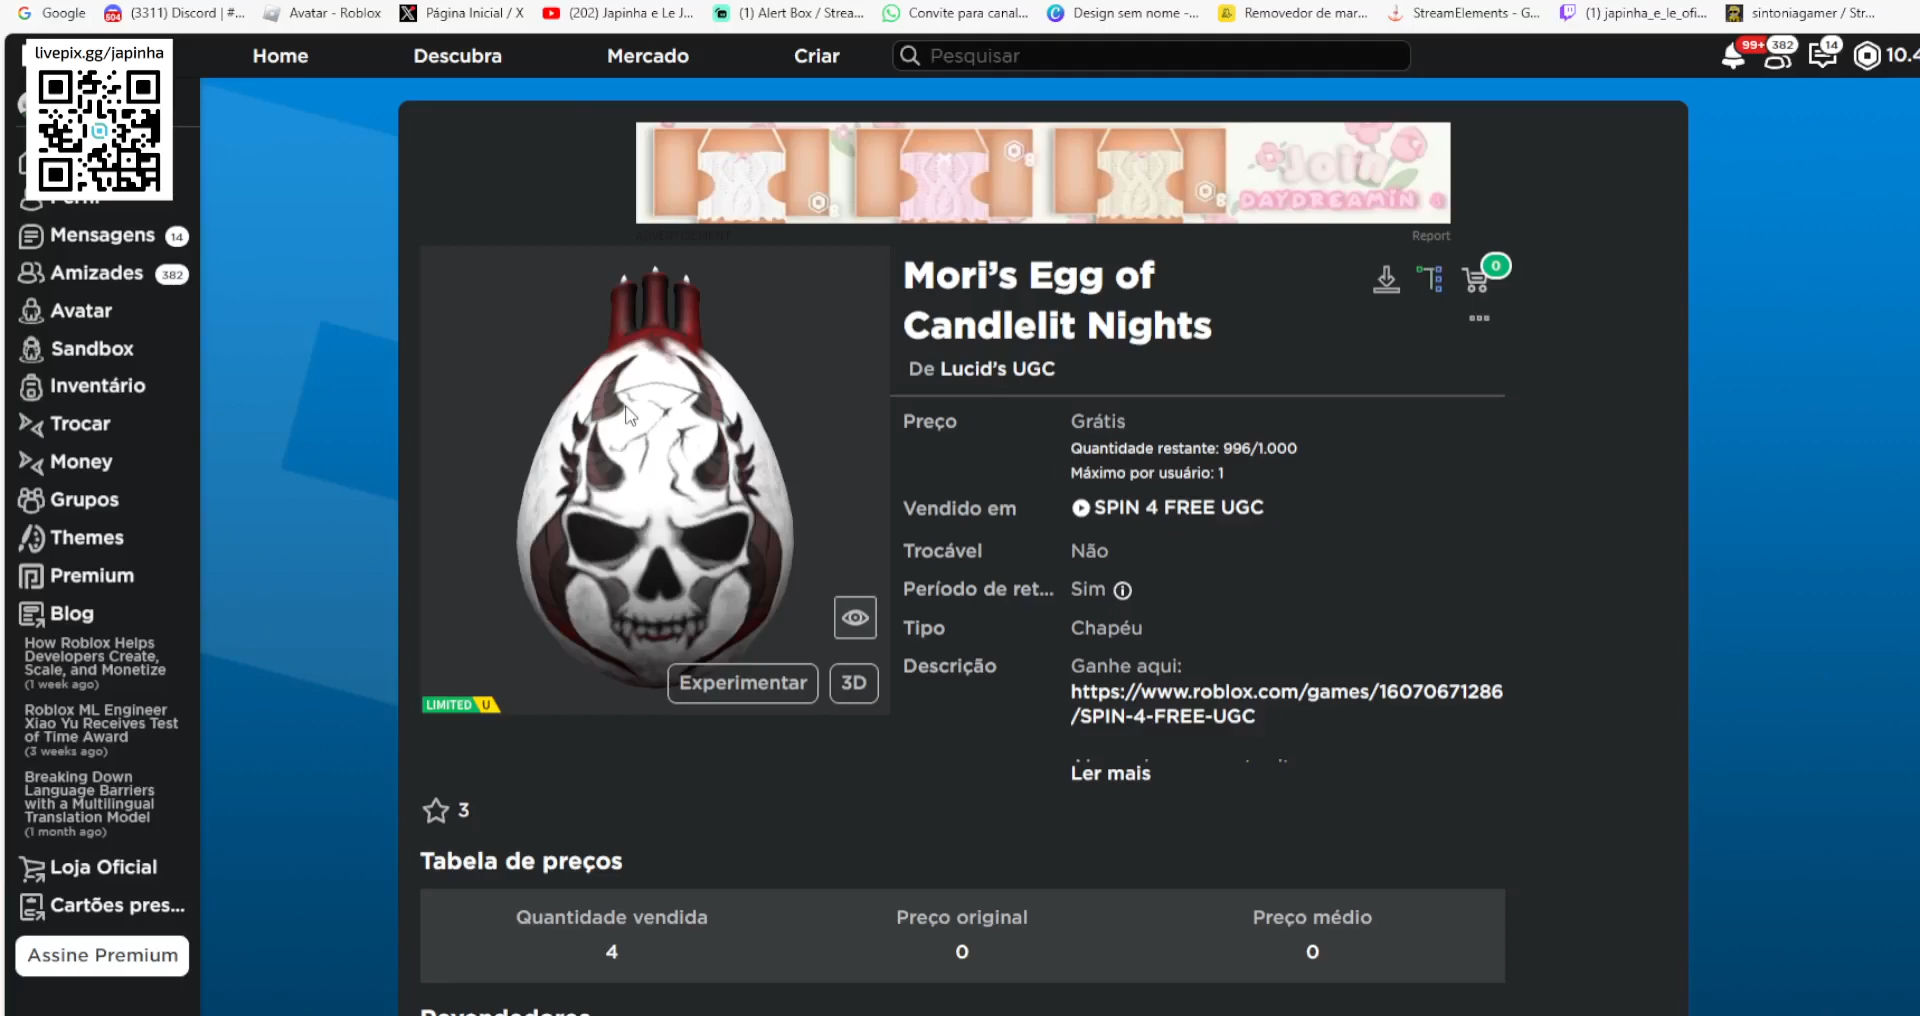 Google
(3311) Discord | #...
Avatar - Roblox
Página Inicial / X
(202) Japinha e Le J...
(1) Alert Box / Strea...
Convite para canal...
Design sem nome -...
Removedor de mar...
StreamElements - G...
(1) japinha_e_le_ofi...
sintoniagamer / Str...
livepix.gg/japinha
Home
Descubra
Mercado
Criar
Pesquisar
99+
382
14
10.4
Mensagens 14
Amizades 382
Avatar
Sandbox
Inventário
Trocar
Money
Grupos
Themes
Premium
Blog
How Roblox Helps
Developers Create,
Scale, and Monetize
(1 week ago)
Roblox ML Engineer
Xiao Yu Receives Test
of Time Award
(3 weeks ago)
Breaking Down
Language Barriers
with a Multilingual
Translation Model
(1 month ago)
Loja Oficial
Cartões pres...
Assine Premium
Join
DAYDREAMIN
8
8
ADVERTISEMENT
Report
LIMITED U
Experimentar
3D
Mori's Egg of
Candlelit Nights
0
De Lucid's UGC
Preço
Grátis
Quantidade restante: 996/1.000
Máximo por usuário: 1
Vendido em
SPIN 4 FREE UGC
Trocável
Não
Período de ret...
Sim
Tipo
Chapéu
Descrição
Ganhe aqui:
https://www.roblox.com/games/16070671286
/SPIN-4-FREE-UGC
Ler mais
3
Tabela de preços
Quantidade vendida
4
Preço original
0
Preço médio
0
Revendedores